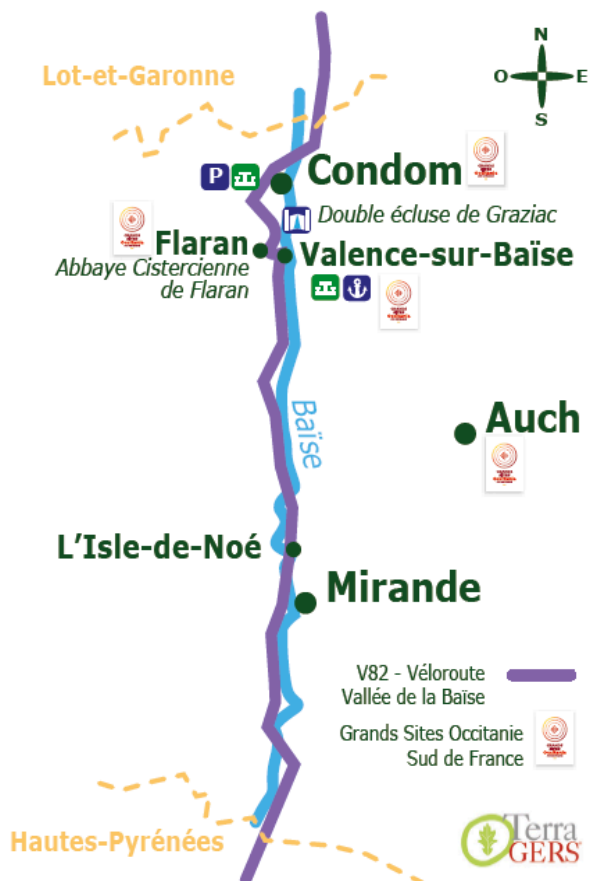 N
Lot-et-Garonne
O
E
S
P
Condom
Double écluse de Graziac
Flaran
Valence-sur-Baïse
Abbaye Cistercienne
de Flaran
Baïse
Auch
L'Isle-de-Noé
Mirande
V82 - Véloroute
Vallée de la Baïse
Grands Sites Occitanie
Sud de France
Hautes-Pyrénées
Terra
GERS